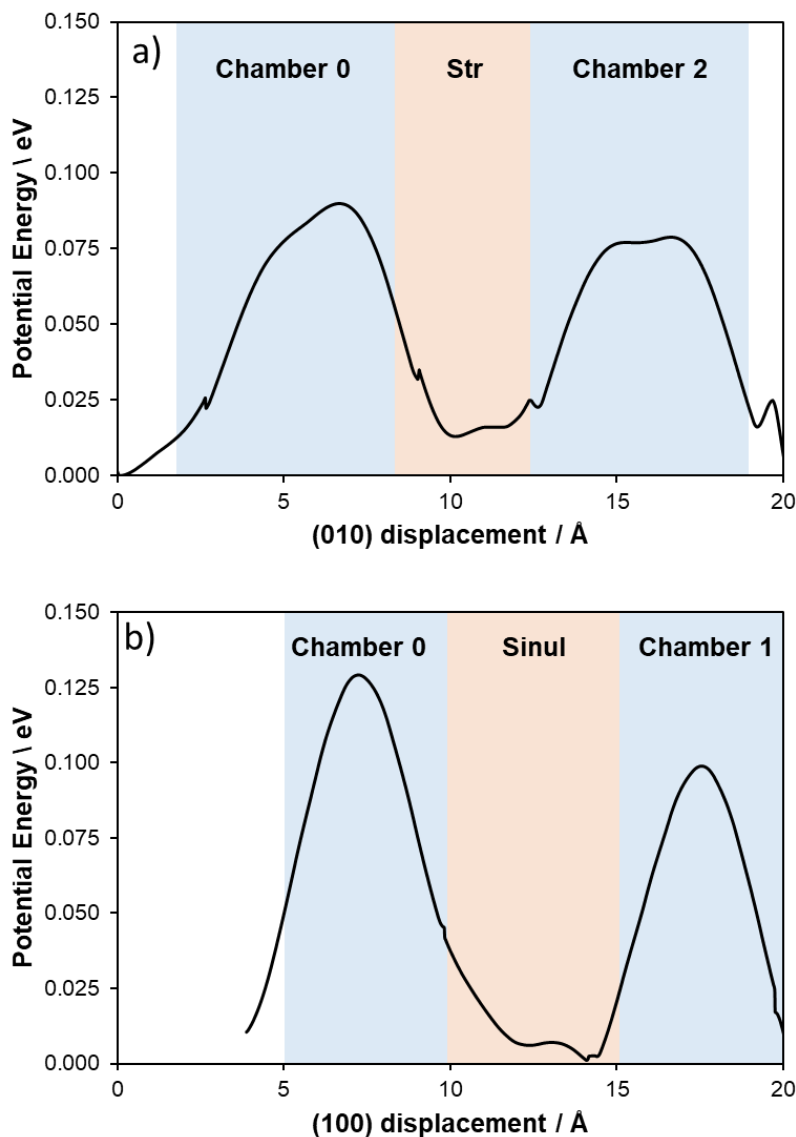 a)
Chamber 0
Str
Chamber 2
Potential Energy \ eV
0.150
0.125
0.100
0.075
0.050
0.025
0.000
0 5 10 15 20
(010) displacement / Å
b)
Chamber 0
Sinul
Chamber 1
Potential Energy \ eV
0.150
0.125
0.100
0.075
0.050
0.025
0.000
0 5 10 15 20
(100) displacement / Å